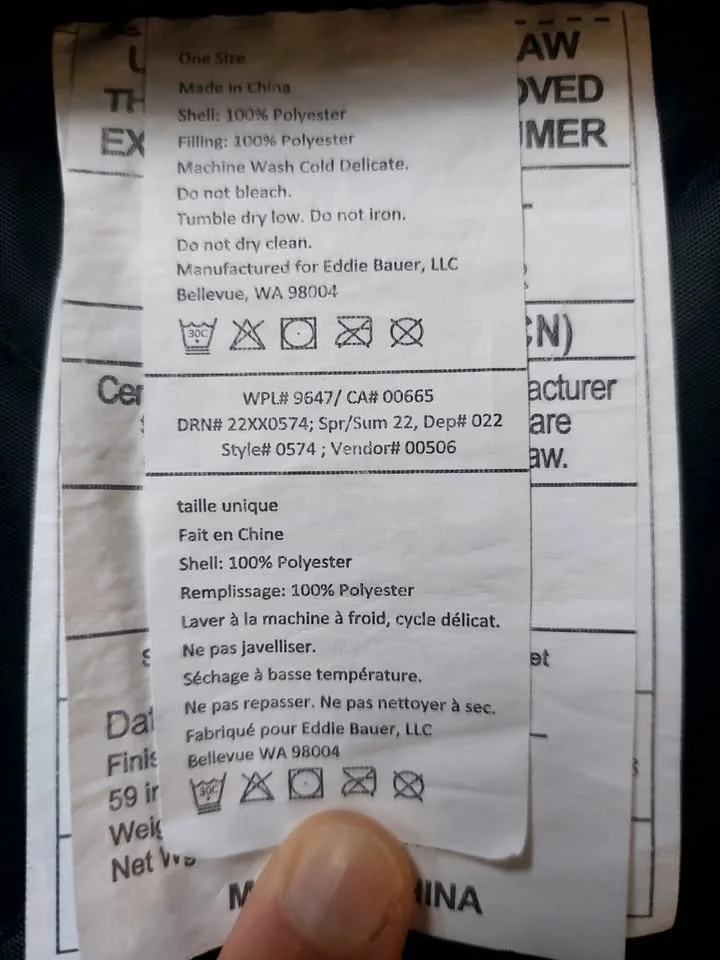 AW
TH
OVED
EX
UMER
One Size
Made in China
Shell: 100% Polyester
Filling: 100% Polyester
Machine Wash Cold Delicate.
Do not bleach.
Tumble dry low. Do not iron.
Do not dry clean.
Manufactured for Eddie Bauer, LLC
Bellevue, WA 98004
30C
CN)
Cer
acturer
are
aw.
WPL# 9647/ CA# 00665
DRN# 22XX0574; Spr/Sum 22, Dep# 022
Style# 0574 ; Vendor# 00506
taille unique
Fait en Chine
Shell: 100% Polyester
Remplissage: 100% Polyester
Laver à la machine à froid, cycle délicat.
Ne pas javelliser.
Séchage à basse température.
Ne pas repasser. Ne pas nettoyer à sec.
Fabriqué pour Eddie Bauer, LLC
Bellevue WA 98004
30C
et
Dat
Finis
59 in
Weig
Net
M HINA